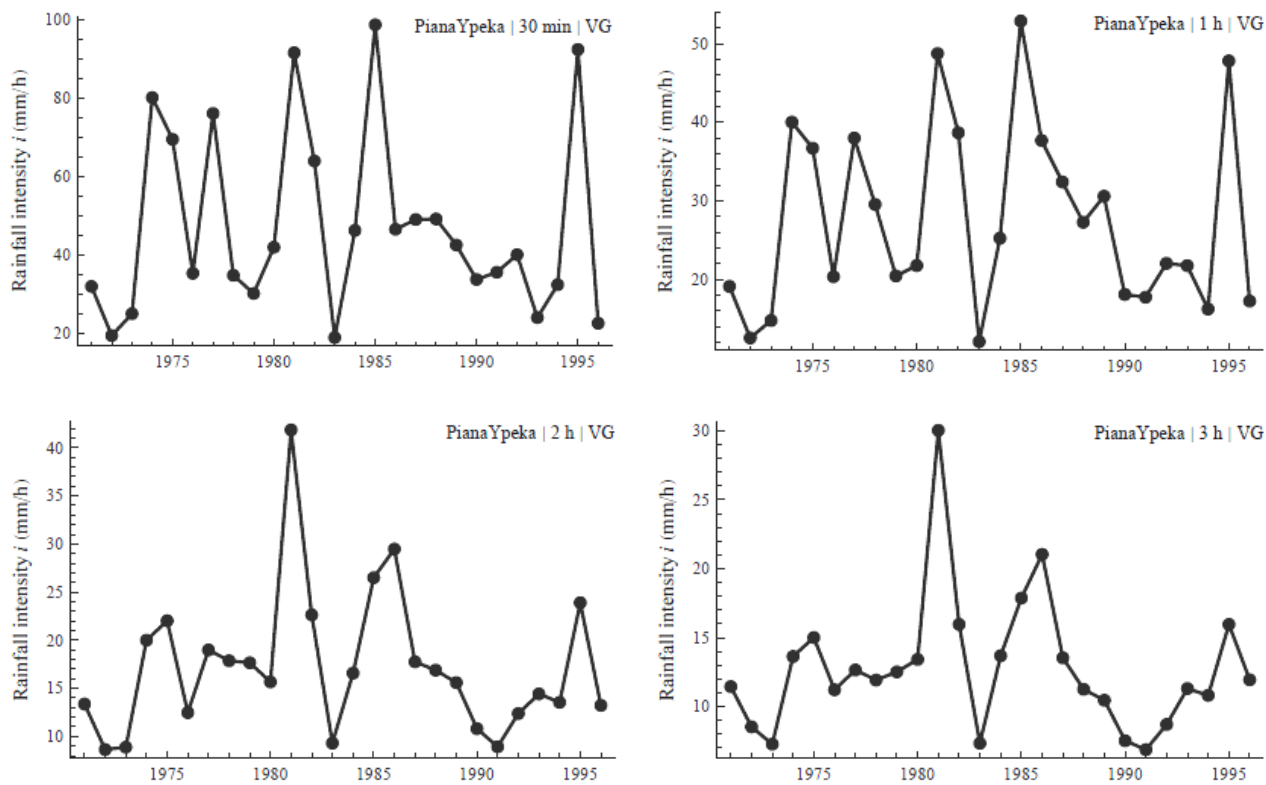 PianaYpeka | 30 min | VG
Rainfall intensity i (mm/h)
100
80
60
40
20
1975 1980 1985 1990 1995
PianaYpeka | 1 h | VG
Rainfall intensity i (mm/h)
50
40
30
20
1975 1980 1985 1990 1995
PianaYpeka | 2 h | VG
Rainfall intensity i (mm/h)
40
35
30
25
20
15
10
1975 1980 1985 1990 1995
PianaYpeka | 3 h | VG
Rainfall intensity i (mm/h)
30
25
20
15
10
1975 1980 1985 1990 1995